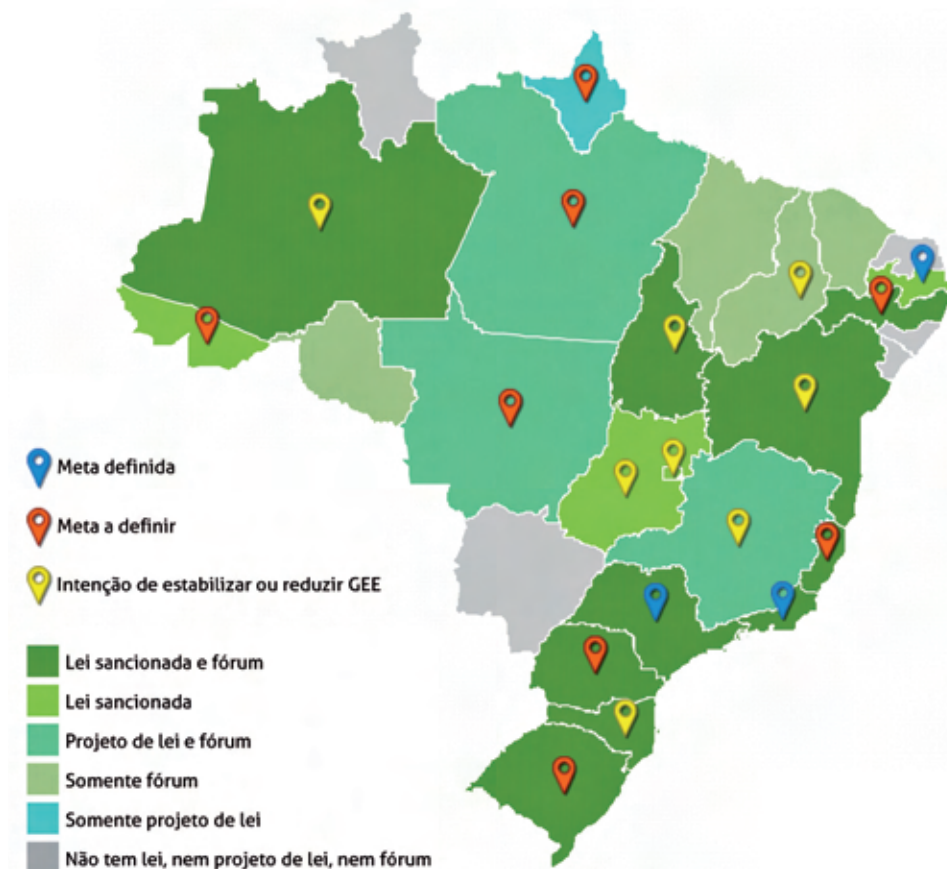 Meta definida
Meta a definir
Intenção de estabilizar ou reduzir GEE
Lei sancionada e fórum
Lei sancionada
Projeto de lei e fórum
Somente fórum
Somente projeto de lei
Não tem lei, nem projeto de lei, nem fórum